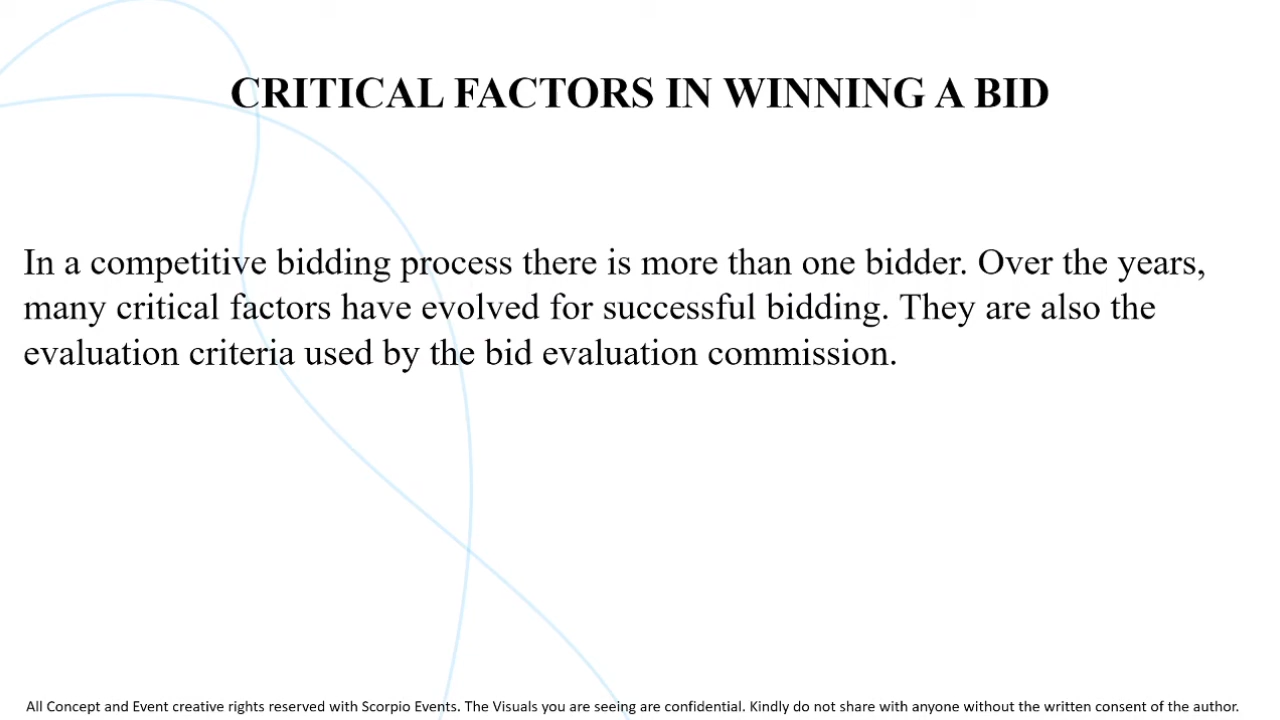 CRITICAL FACTORS IN WINNING A BID
In a competitive bidding process there is more than one bidder. Over the years,
many critical factors have evolved for successful bidding. They are also the
evaluation criteria used by the bid evaluation commission.
All Concept and Event creative rights reserved with Scorpio Events. The Visuals you are seeing are confidential. Kindly do not share with anyone without the written consent of the author.